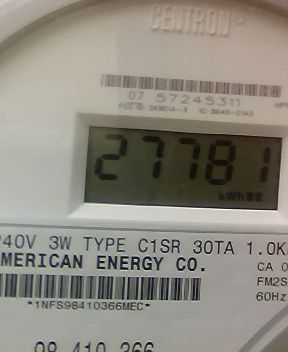 CENTRON®
07 57245311
27781
kWh
240V 3W TYPE C1SR 30TA 1.0K
AMERICAN ENERGY CO.
CA 0
FM2S
60Hz
*1NFS98410366MEC*
98 410 366